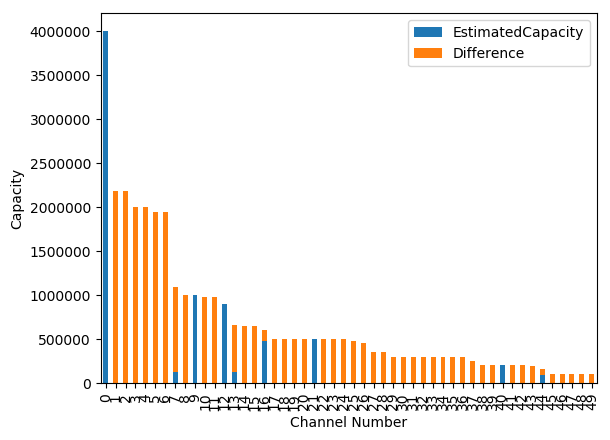 4000000
3500000
3000000
2500000
2000000
1500000
1000000
500000
0
Capacity
EstimatedCapacity
Difference
0 1 2 3 4 5 6 7 8 9 10 11 12 13 14 15 16 17 18 19 20 21 22 23 24 25 26 27 28 29 30 31 32 33 34 35 36 37 38 39 40 41 42 43 44 45 46 47 48 49
Channel Number